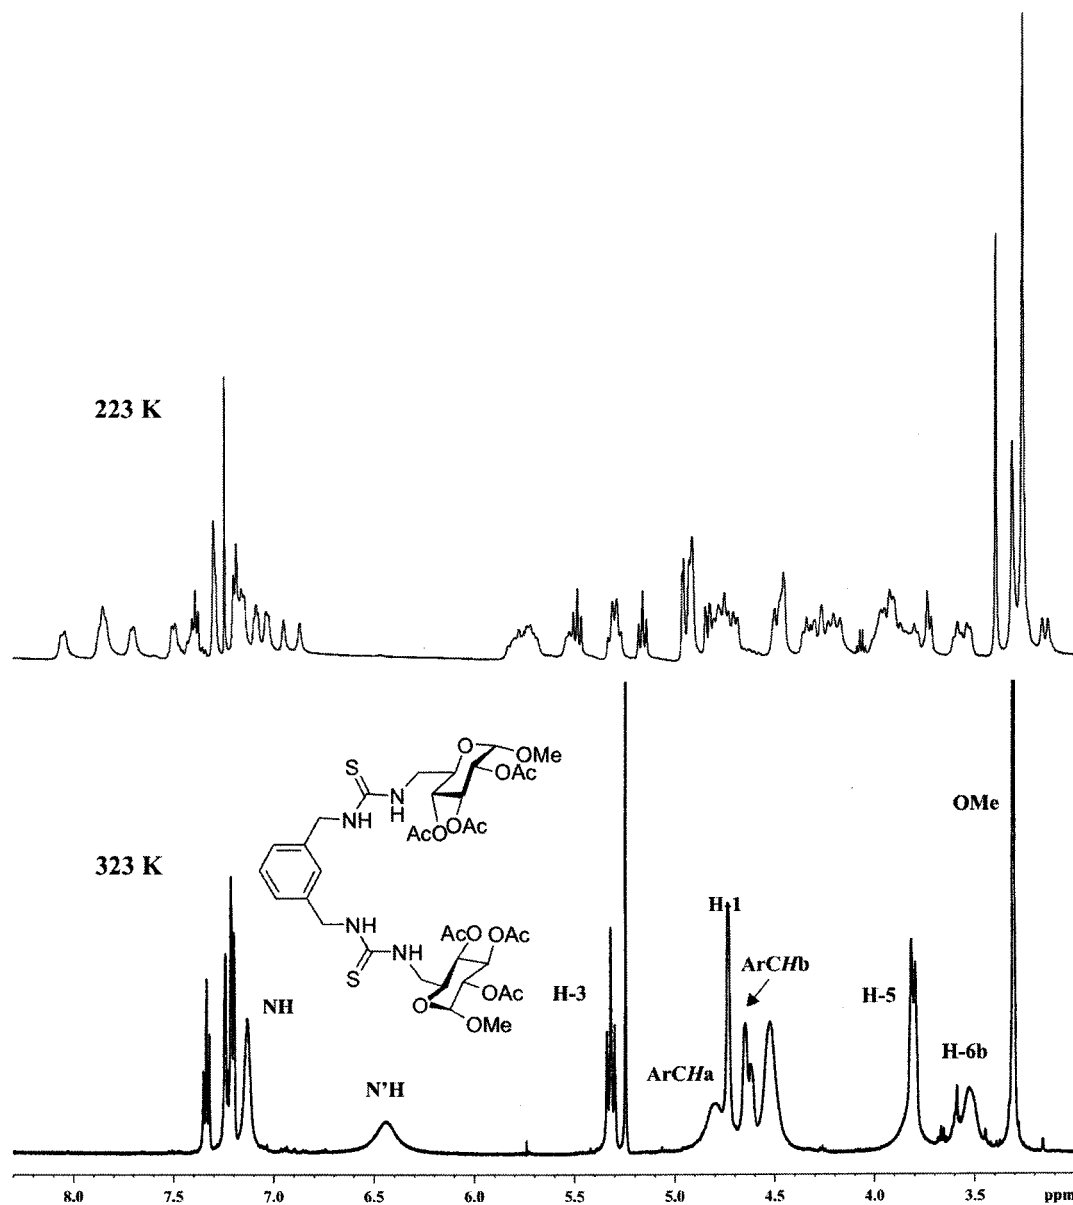 223 K
323 K
S
N
H
NH
O
OMe
OAc
AcO
OAc
NH
NH
S
AcO
OAc
OAc
O
OMe
NH
N'H
H-3
ArCHa
H-1
ArCHb
H-5
H-6b
OMe
8.0 7.5 7.0 6.5 6.0 5.5 5.0 4.5 4.0 3.5 ppm